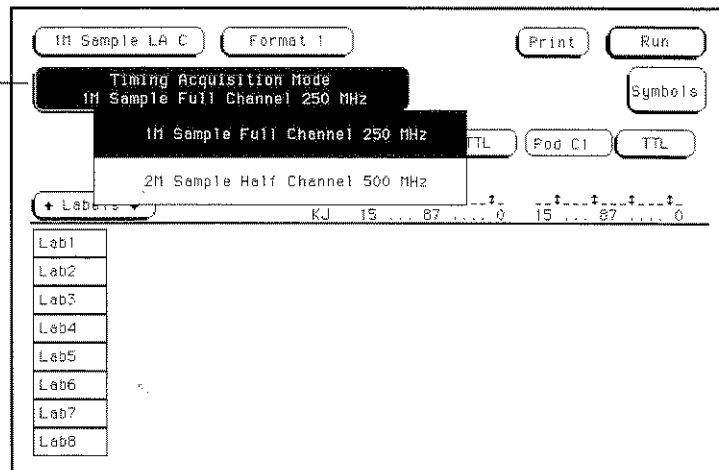 1M Sample LA C Format 1 Print Run
Timing Acquisition Mode
1M Sample Full Channel 250 MHz
Symbols
1M Sample Full Channel 250 MHz
TTL Pod C1 TTL
2M Sample Half Channel 500 MHz
+ Labels +
KJ 15 ... 87 .... 0 15 ... 87 .... 0
Lab1
Lab2
Lab3
Lab4
Lab5
Lab6
Lab7
Lab8